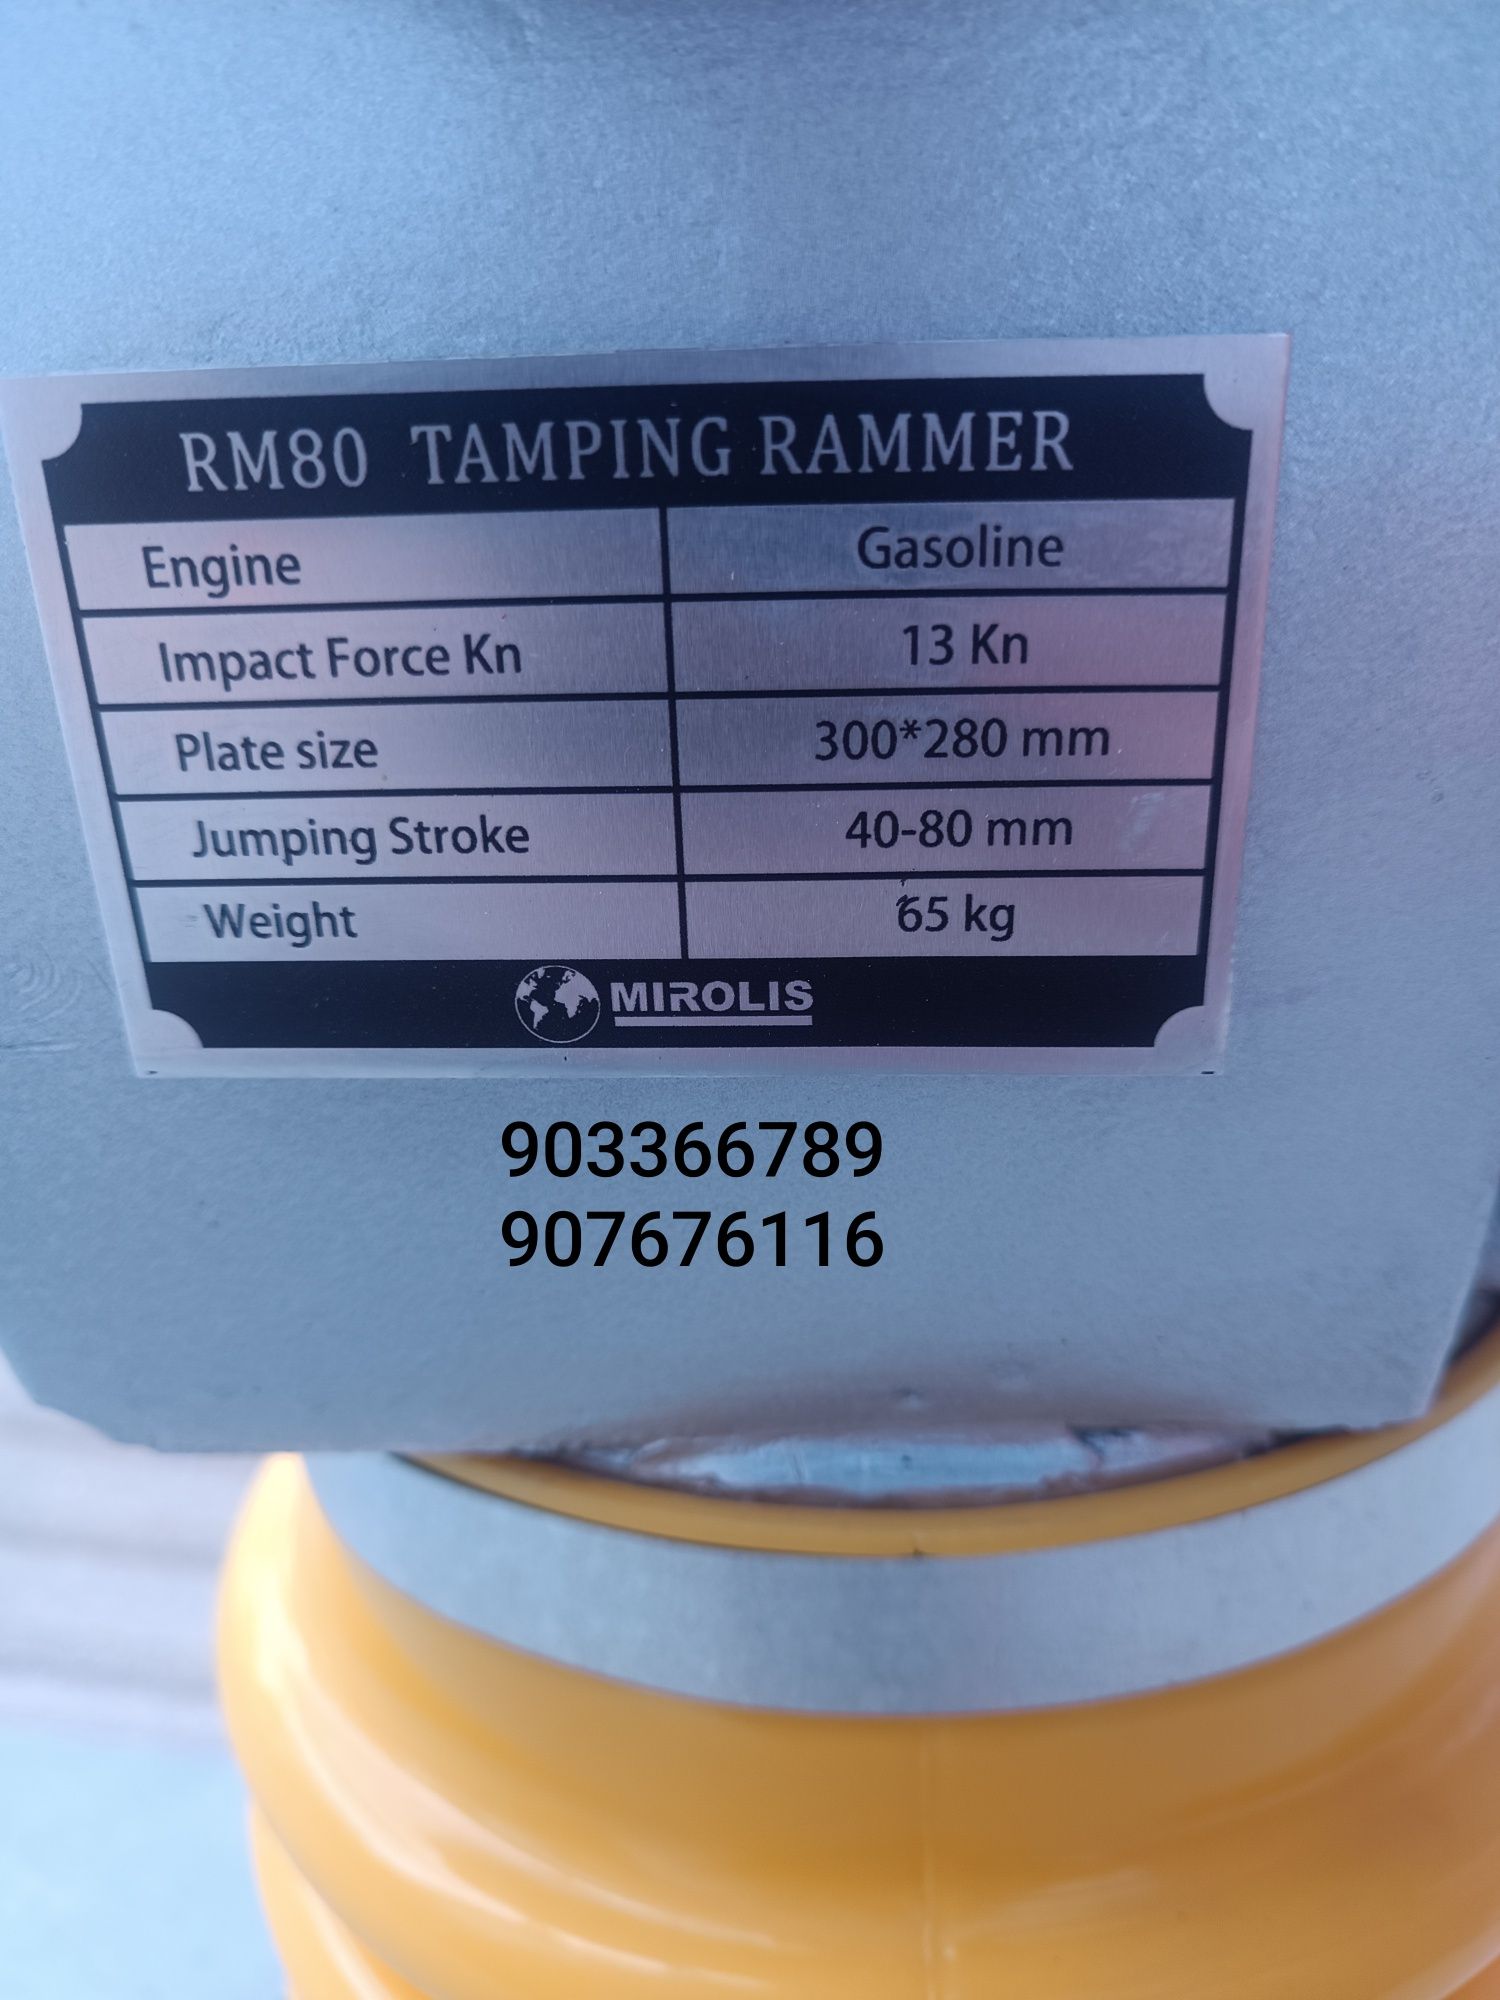 RM80 TAMPING RAMMER
Engine Gasoline
Impact Force Kn 13 Kn
Plate size 300*280 mm
Jumping Stroke 40-80 mm
Weight 65 kg
MIROLIS
903366789
907676116